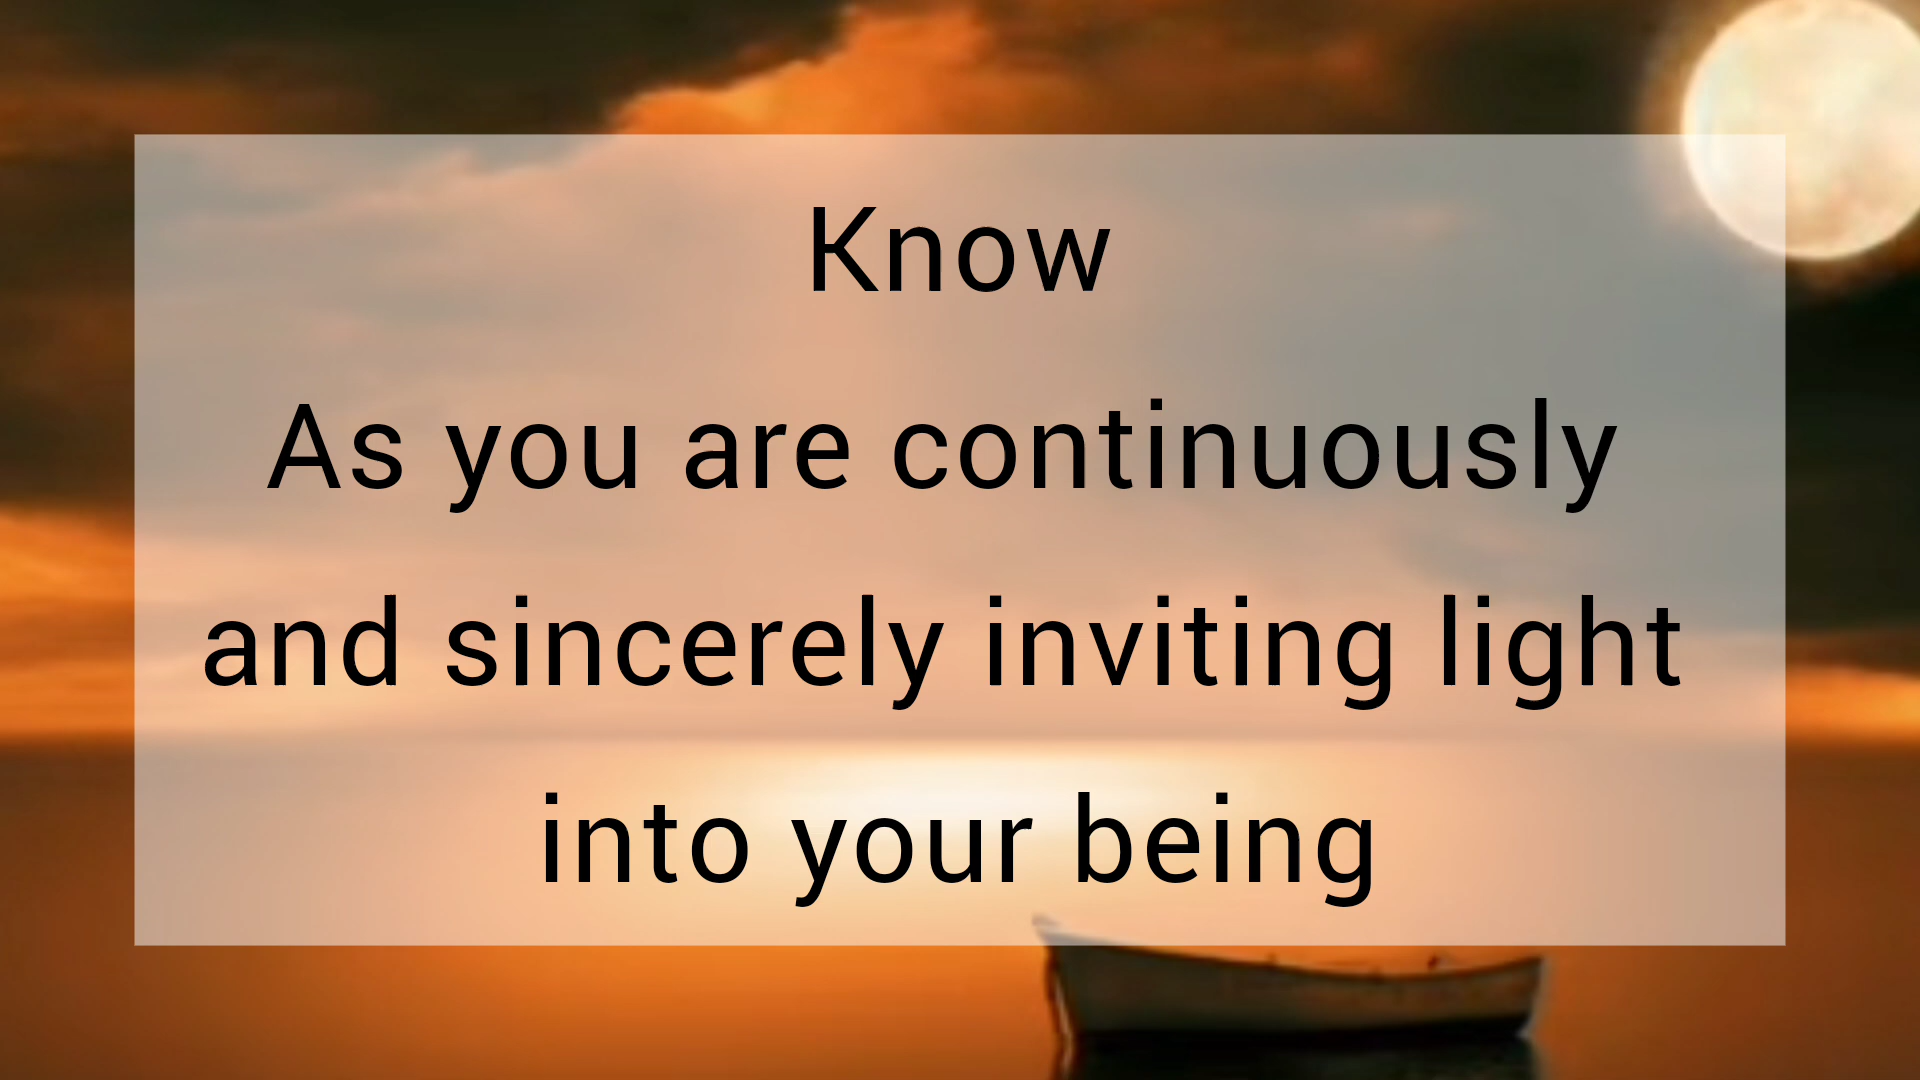 Know
As you are continuously
and sincerely inviting light
into your being